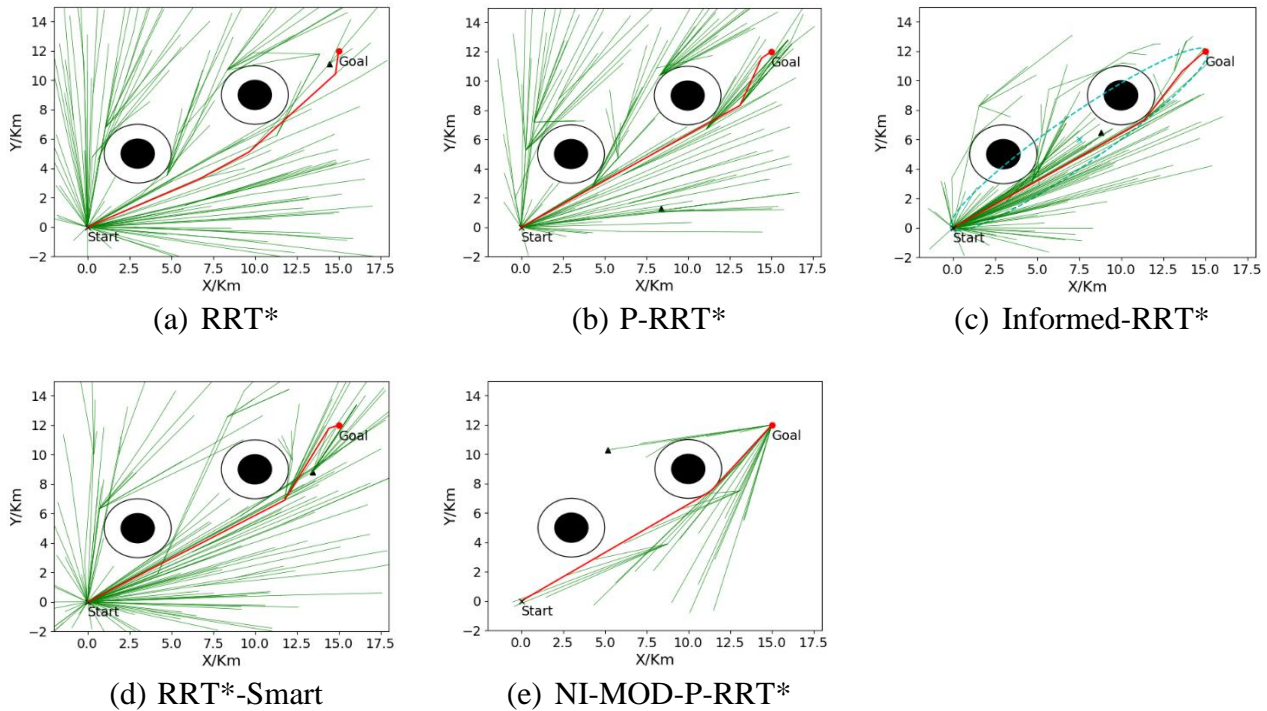 14
12
10
8
6
4
2
0
−2
Y/Km
Goal
Start
0.0 2.5 5.0 7.5 10.0 12.5 15.0 17.5
X/Km
(a) RRT*
14
12
10
8
6
4
2
0
−2
Y/Km
Goal
Start
0.0 2.5 5.0 7.5 10.0 12.5 15.0 17.5
X/Km
(b) P-RRT*
14
12
10
8
6
4
2
0
−2
Y/Km
Goal
Start
0.0 2.5 5.0 7.5 10.0 12.5 15.0 17.5
X/Km
(c) Informed-RRT*
14
12
10
8
6
4
2
0
−2
Y/Km
Goal
Start
0.0 2.5 5.0 7.5 10.0 12.5 15.0 17.5
X/Km
(d) RRT*-Smart
14
12
10
8
6
4
2
0
−2
Y/Km
Goal
Start
0.0 2.5 5.0 7.5 10.0 12.5 15.0 17.5
X/Km
(e) NI-MOD-P-RRT*